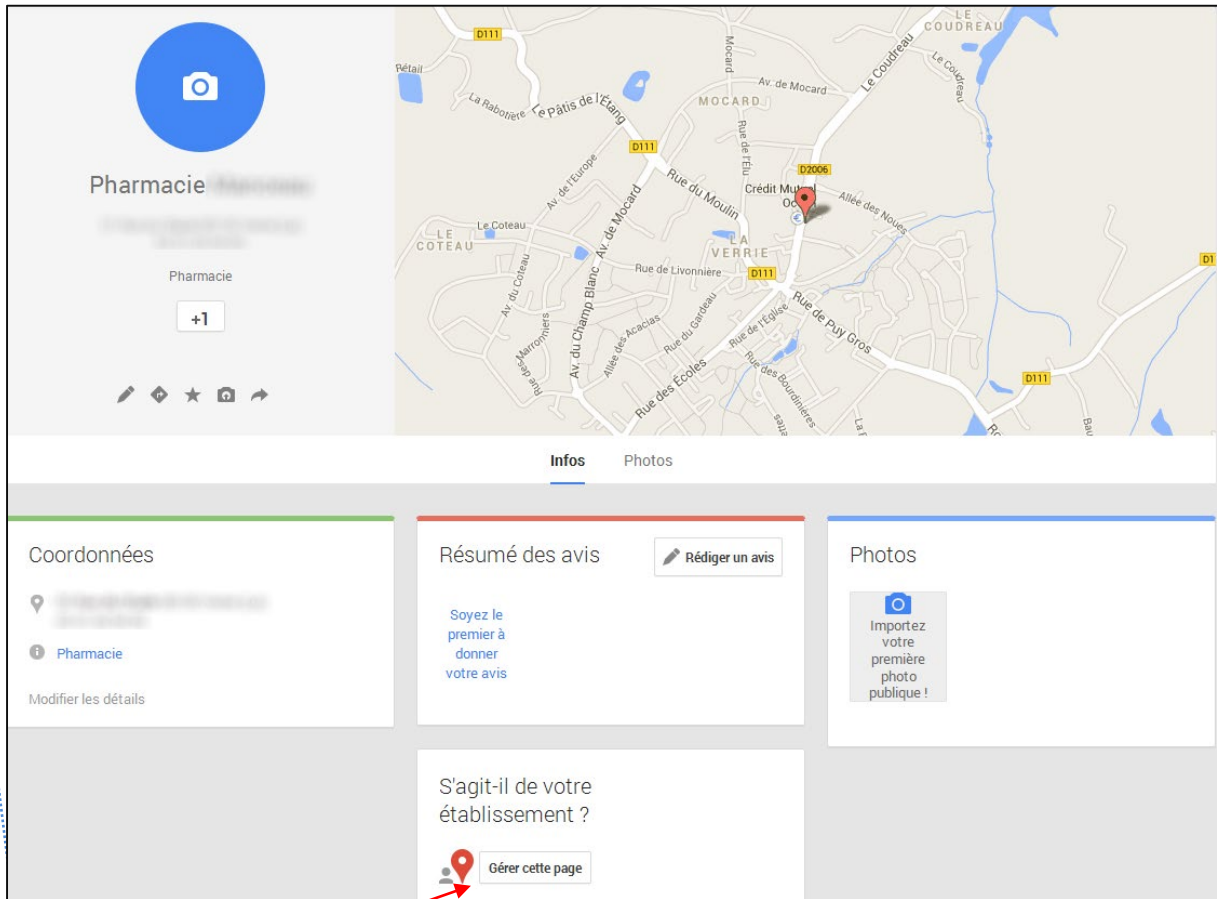 Pharmacie
Pharmacie
+1
D111
LE
COUDREAU
Le Coudreau
Le Coudreau
Rétail
La Rabotière
Le Pâtis de l'Étang
Mocard
Av. de Mocard
MOCARD
Rue de l'Élu
D111
D2006
Av. de l'Europe
Rue du Moulin
Crédit Mutuel
Allée des Noues
Le Coteau
LE
COTEAU
Av. de Mocard
LA
VERRIE
Rue de Livonnière
D111
D1
Av. du Coteau
Av. du Champ Blanc
Rue des Marronniers
Allée des Acacias
Rue du Gardeau
Rue de l'Église
Rue de Puy Gros
Rue des Écoles
Rue des Bourdinières
D111
Infos
Photos
Coordonnées
Pharmacie
Modifier les détails
Résumé des avis
Rédiger un avis
Soyez le
premier à
donner
votre avis
Photos
Importez
votre
première
photo
publique !
S'agit-il de votre
établissement ?
Gérer cette page